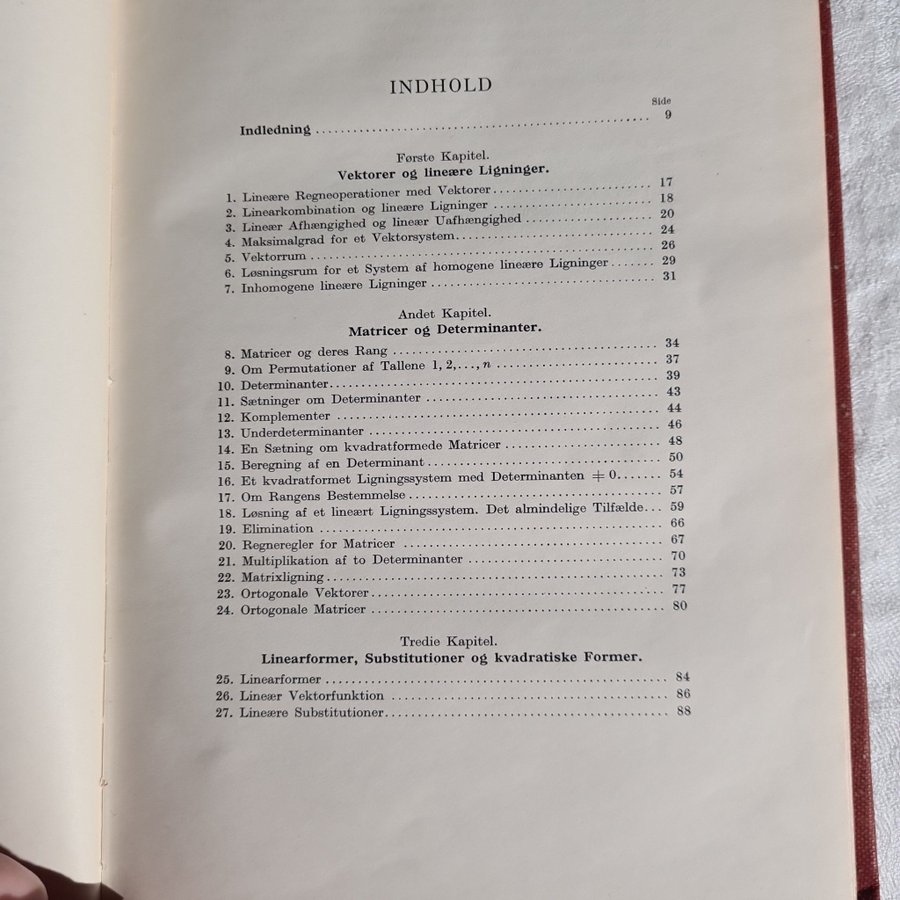 INDHOLD
Side
Indledning ........ 9
Første Kapitel.
Vektorer og lineære Ligninger.
1. Lineære Regneoperationer med Vektorer ........ 17
2. Linearkombination og lineære Ligninger ........ 18
3. Lineær Afhængighed og lineær Uafhængighed ........ 20
4. Maksimalgrad for et Vektorsystem ........ 24
5. Vektorrum ........ 26
6. Løsningsrum for et System af homogene lineære Ligninger ....... 29
7. Inhomogene lineære Ligninger ........ 31
Andet Kapitel.
Matricer og Determinanter.
8. Matricer og deres Rang ........ 34
9. Om Permutationer af Tallene 1, 2, ..., n ........ 37
10. Determinanter ........ 39
11. Sætninger om Determinanter ........ 43
12. Komplementer ........ 44
13. Underdeterminanter ........ 46
14. En Sætning om kvadratformede Matricer ........ 48
15. Beregning af en Determinant ........ 50
16. Et kvadratformet Ligningssystem med Determinanten ≠ 0 ....... 54
17. Om Rangens Bestemmelse ........ 57
18. Løsning af et lineært Ligningssystem. Det almindelige Tilfælde ... 59
19. Elimination ........ 66
20. Regneregler for Matricer ........ 67
21. Multiplikation af to Determinanter ........ 70
22. Matrixligning ........ 73
23. Ortogonale Vektorer ........ 77
24. Ortogonale Matricer ........ 80
Tredie Kapitel.
Linearformer, Substitutioner og kvadratiske Former.
25. Linearformer ........ 84
26. Lineær Vektorfunktion ........ 86
27. Lineære Substitutioner ........ 88